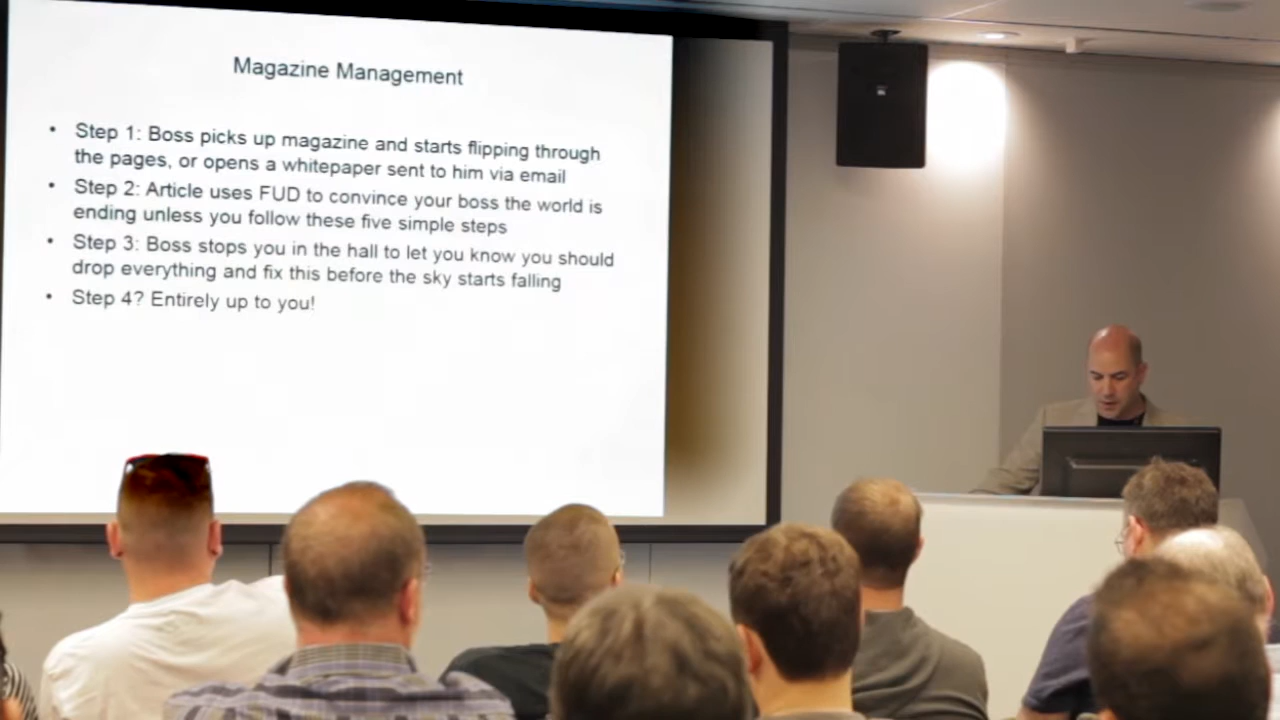 Magazine Management
• Step 1: Boss picks up magazine and starts flipping through
the pages, or opens a whitepaper sent to him via email
• Step 2: Article uses FUD to convince your boss the world is
ending unless you follow these five simple steps
• Step 3: Boss stops you in the hall to let you know you should
drop everything and fix this before the sky starts falling
• Step 4? Entirely up to you!